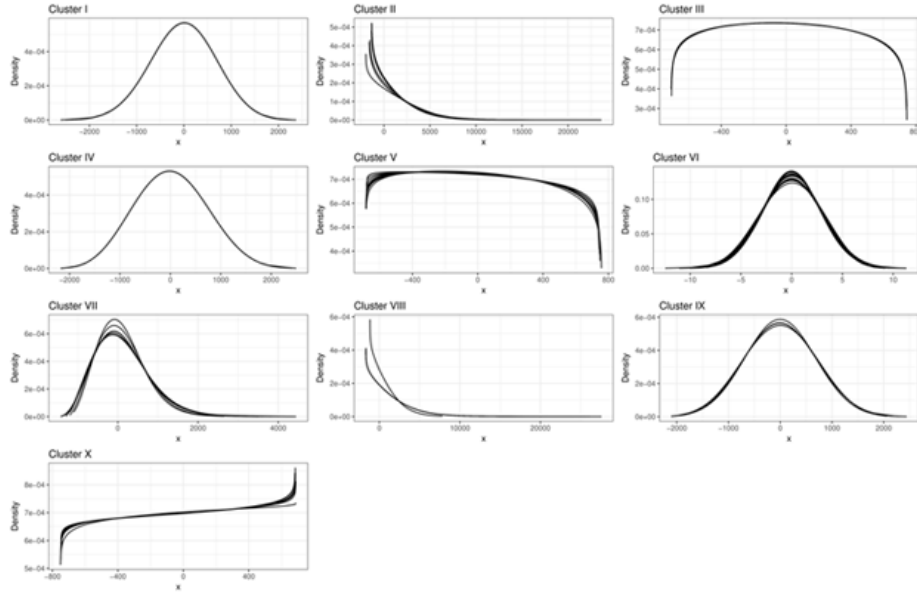 Cluster I
Cluster II
Cluster III
Density
4e−04
2e−04
0e+00
−2000
−1000
0
1000
2000
x
Density
5e−04
4e−04
3e−04
2e−04
1e−04
0e+00
0
5000
10000
15000
20000
x
Density
7e−04
6e−04
5e−04
4e−04
3e−04
−400
0
400
800
x
Cluster IV
Cluster V
Cluster VI
Density
4e−04
2e−04
0e+00
−2000
−1000
0
1000
2000
x
Density
7e−04
6e−04
5e−04
4e−04
−400
0
400
800
x
Density
0.10
0.05
0.00
−10
−5
0
5
10
x
Cluster VII
Cluster VIII
Cluster IX
Density
6e−04
4e−04
2e−04
0e+00
0
2000
4000
x
Density
6e−04
4e−04
2e−04
0e+00
0
10000
20000
x
Density
6e−04
4e−04
2e−04
0e+00
−2000
−1000
0
1000
2000
x
Cluster X
Density
8e−04
7e−04
6e−04
5e−04
−800
−400
0
400
x